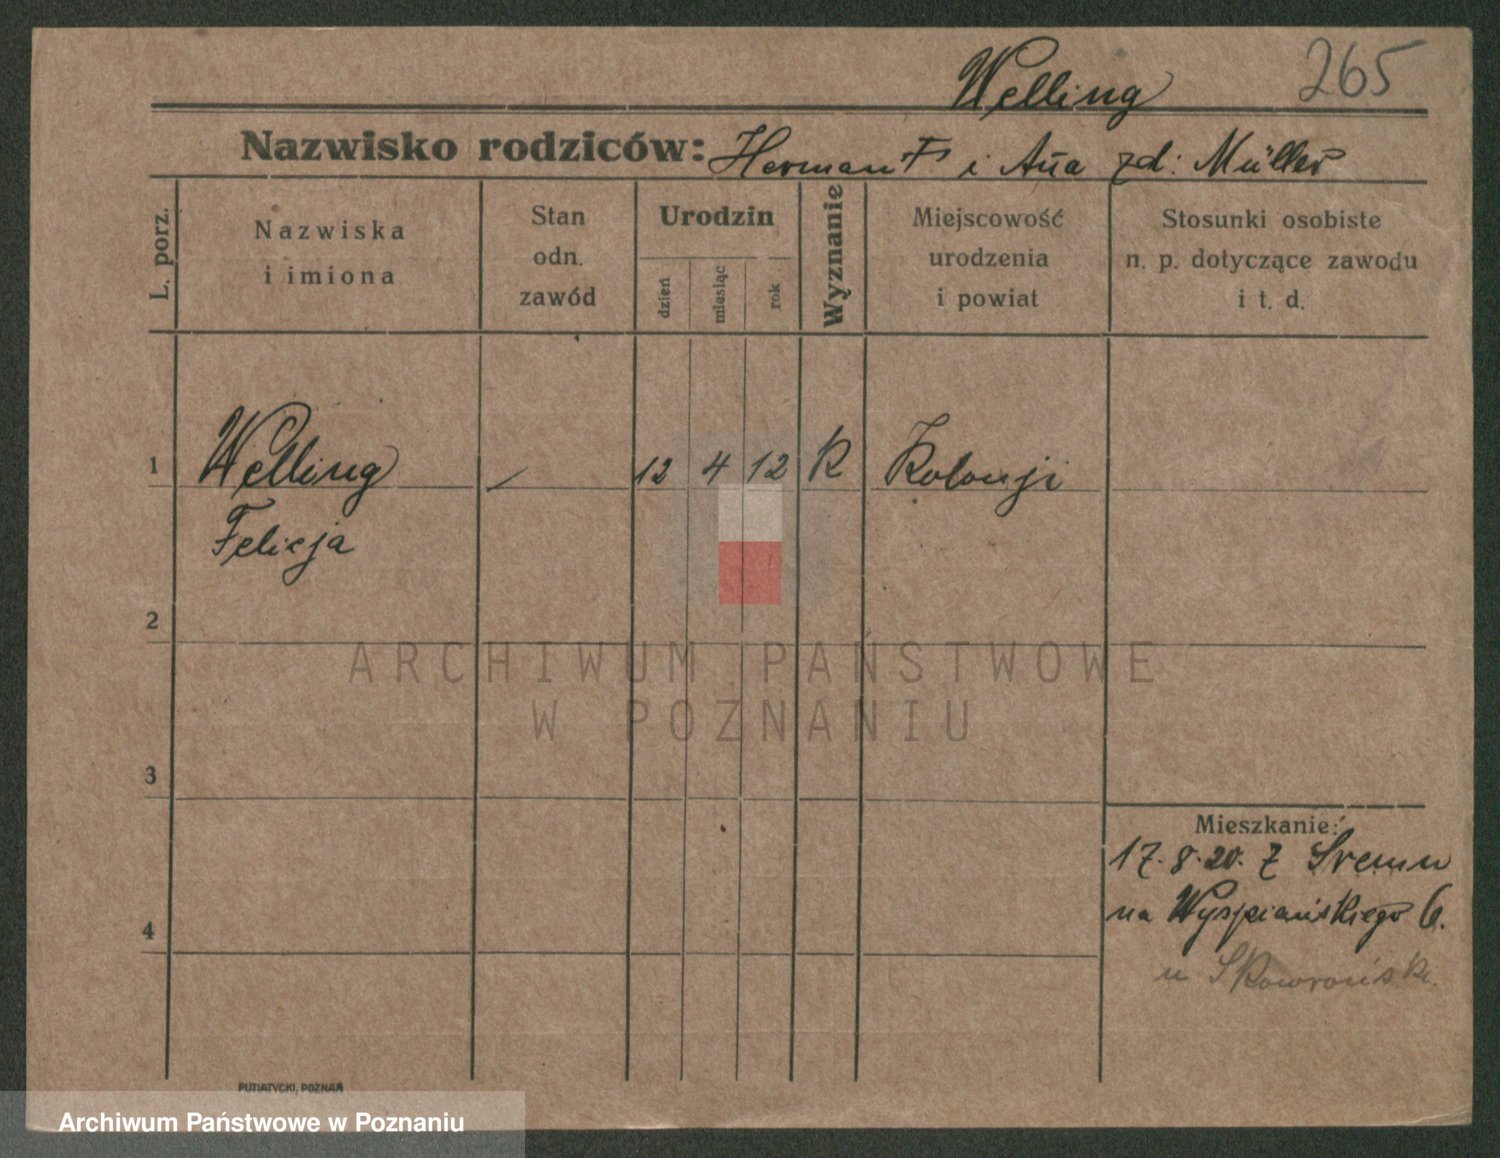 Welling 265
Nazwisko rodziców: Herman F i Ana zd: Müller
L. porz.
Nazwiska
i imiona
Stan
odn.
zawód
Urodzin
dzień
miesiąc
rok
Wyznanie
Miejscowość
urodzenia
i powiat
Stosunki osobiste
n. p. dotyczące zawodu
i t. d.
1 Welling 12 4 12 R Kolonji
Felicja
2
ARCHIWUM PAŃSTWOWE
W POZNANIU
3
Mieszkanie:
17.8.20. Z Sremu
na Wyspiańskiego 6.
4
u Skowroński.
PUTIATYCKI, POZNAŃ
Archiwum Państwowe w Poznaniu